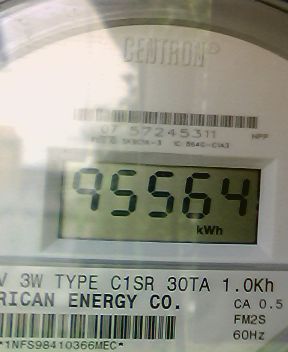 CENTRON®
07 57245311 NPP
95564
kWh
V 3W TYPE C1SR 30TA 1.0Kh
RICAN ENERGY CO. CA 0.5
FM2S
60Hz
*1NFS98410366MEC*